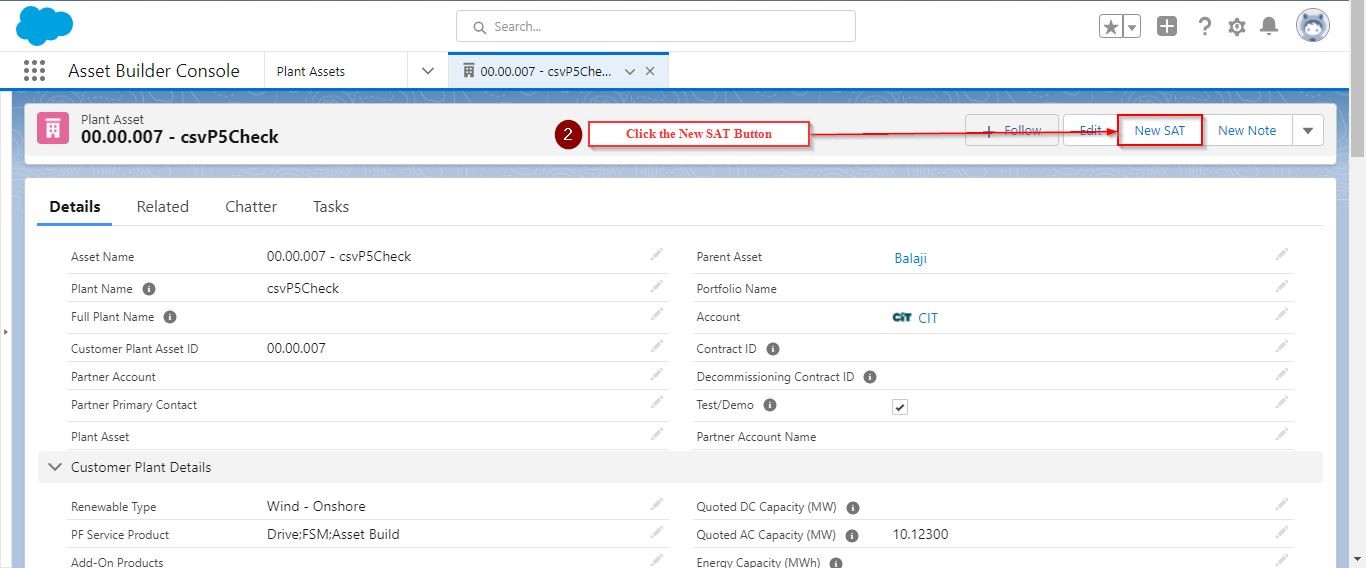 Search...
Asset Builder Console
Plant Assets
00.00.007 - csvP5Che...
Plant Asset
00.00.007 - csvP5Check
2
Click the New SAT Button
Follow
Edit
New SAT
New Note
Details
Related
Chatter
Tasks
Asset Name 00.00.007 - csvP5Check
Parent Asset Balaji
Plant Name csvP5Check
Portfolio Name
Full Plant Name
Account CIT CIT
Customer Plant Asset ID 00.00.007
Contract ID
Partner Account
Decommissioning Contract ID
Partner Primary Contact
Test/Demo
Plant Asset
Partner Account Name
Customer Plant Details
Renewable Type Wind - Onshore
Quoted DC Capacity (MW)
PF Service Product Drive;FSM;Asset Build
Quoted AC Capacity (MW) 10.12300
Add-On Products
Energy Capacity (MWh)